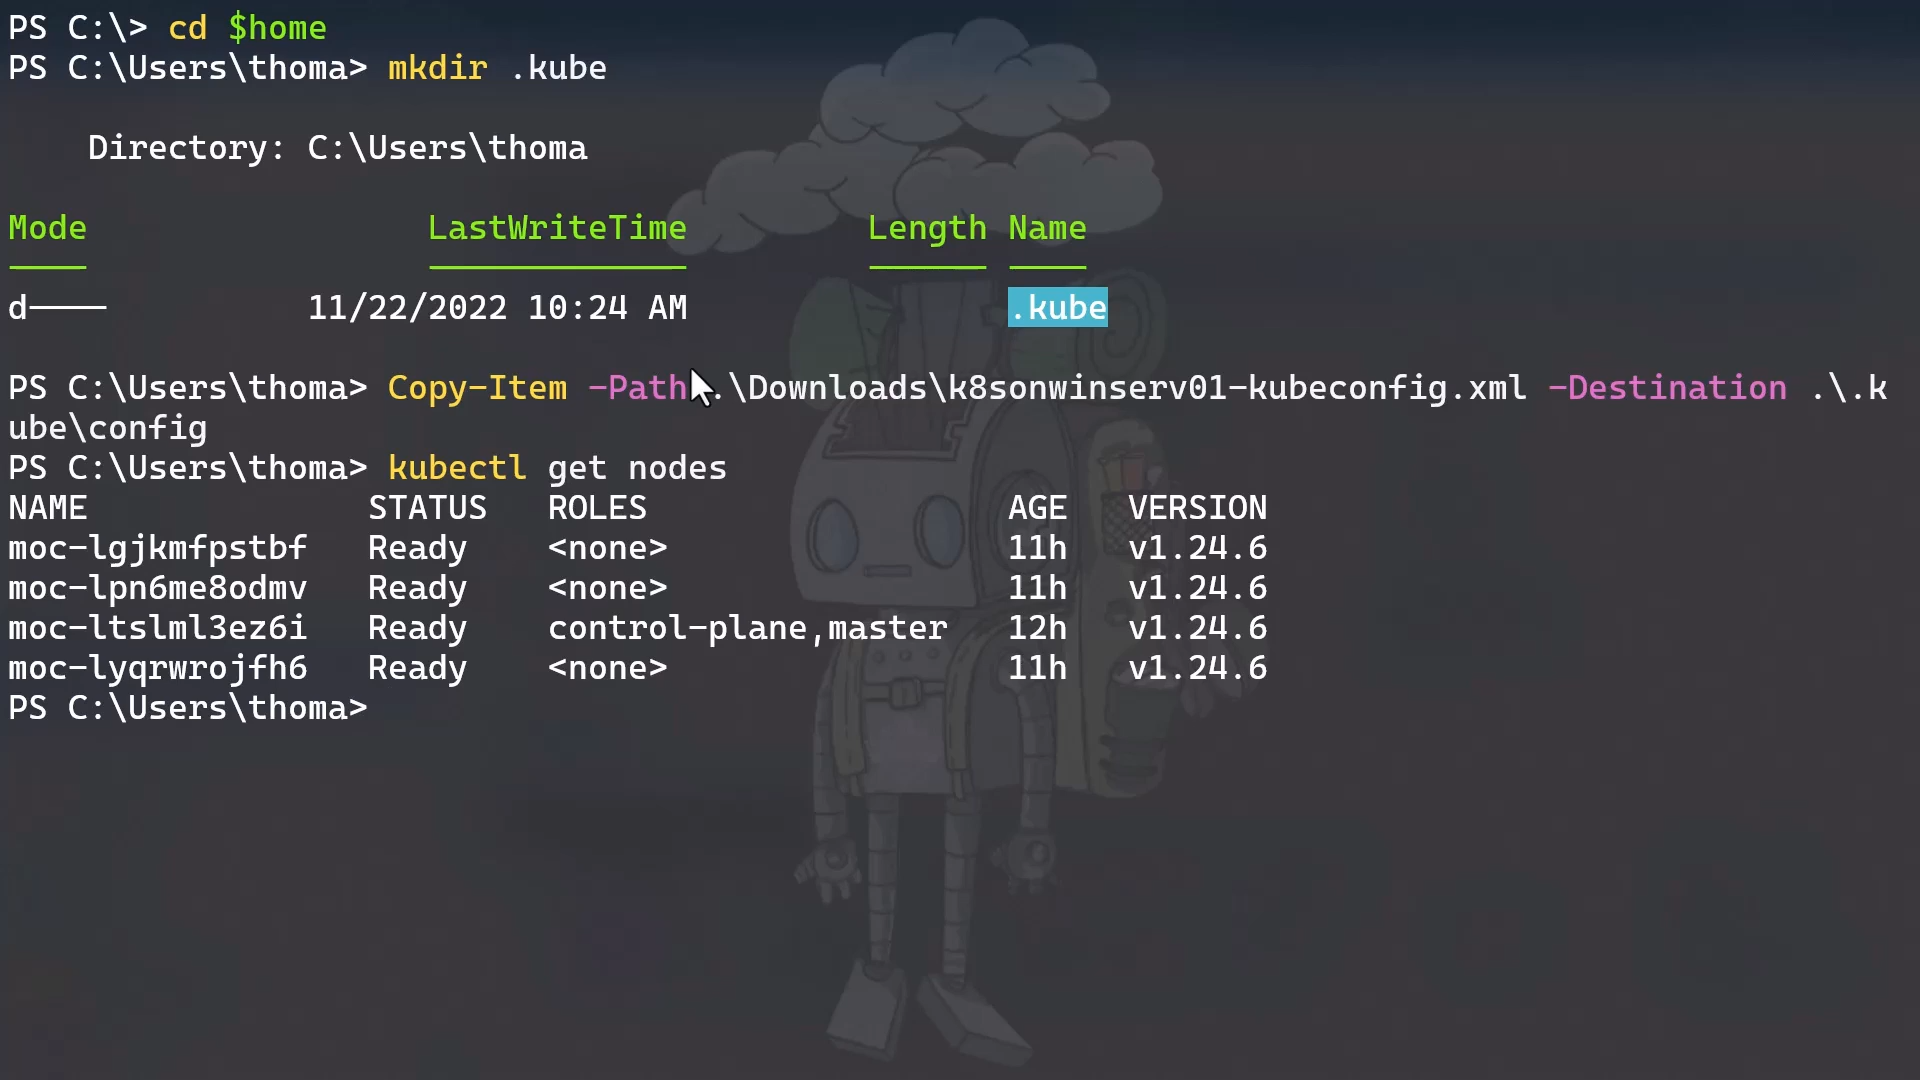 PS C:\> cd $home
PS C:\Users\thoma> mkdir .kube
Directory: C:\Users\thoma
Mode LastWriteTime Length Name
d---- 11/22/2022 10:24 AM .kube
PS C:\Users\thoma> Copy-Item -Path .\Downloads\k8sonwinserv01-kubeconfig.xml -Destination .\.k
ube\config
PS C:\Users\thoma> kubectl get nodes
NAME STATUS ROLES AGE VERSION
moc-lgjkmfpstbf Ready <none> 11h v1.24.6
moc-lpn6me8odmv Ready <none> 11h v1.24.6
moc-ltslml3ez6i Ready control-plane,master 12h v1.24.6
moc-lyqrwrojfh6 Ready <none> 11h v1.24.6
PS C:\Users\thoma>